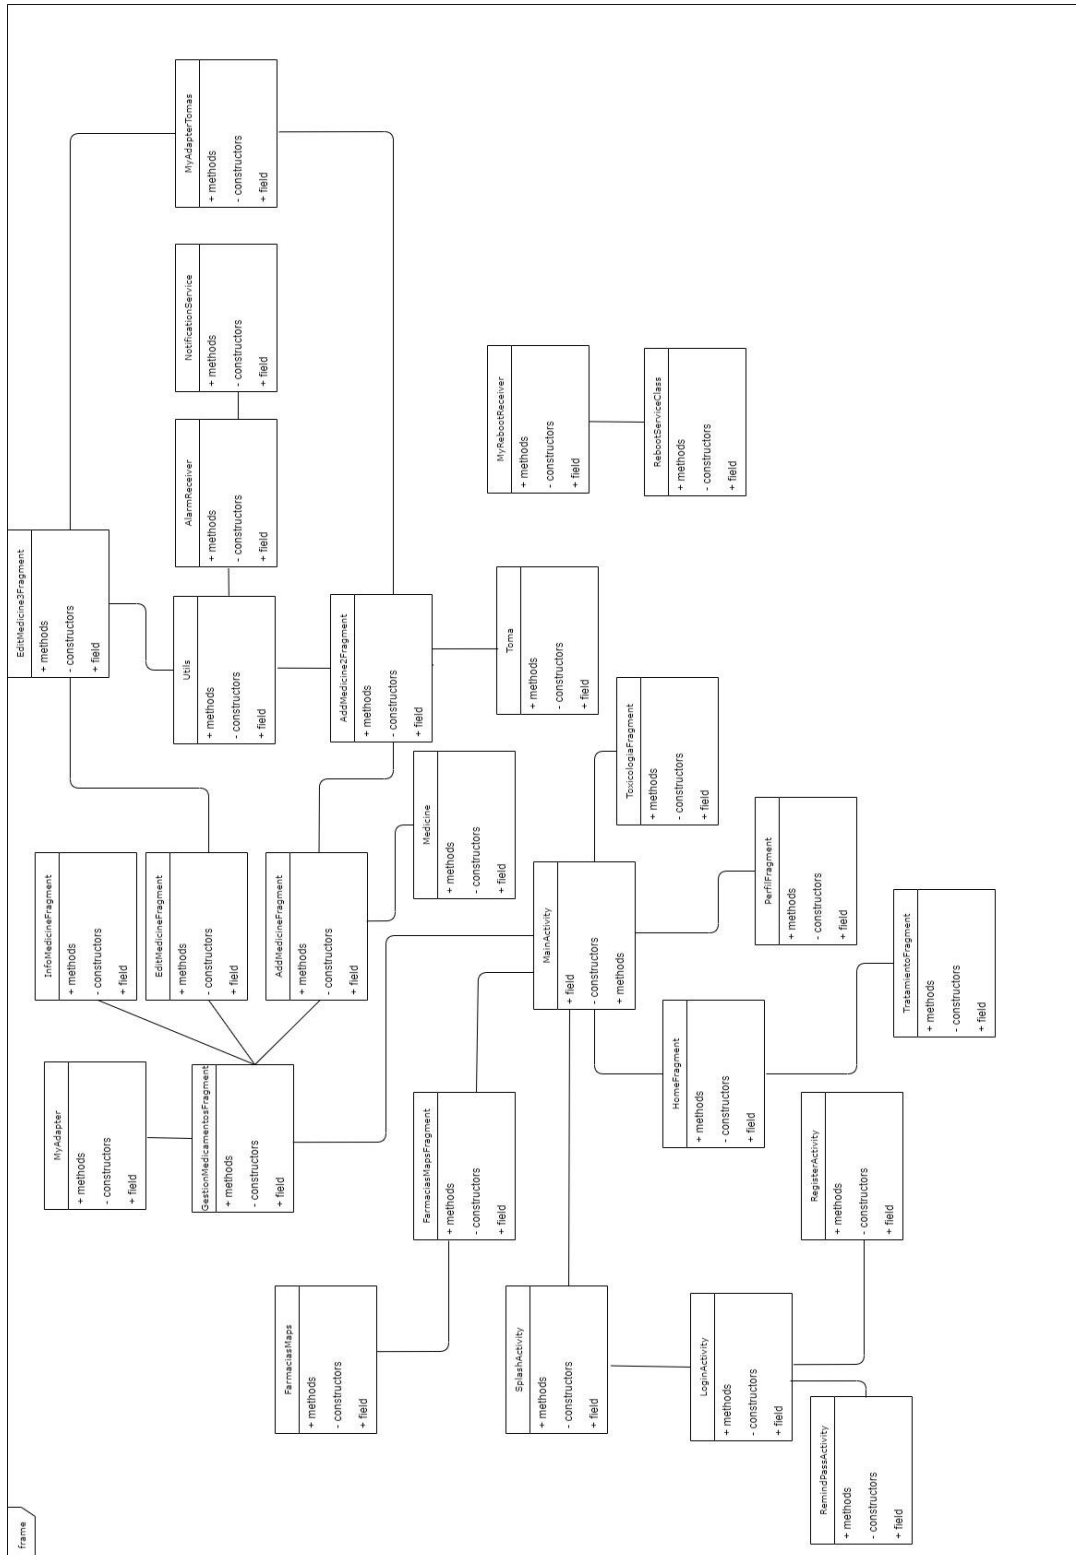 frame
EditMedicine3Fragment
+ methods
- constructors
+ field
InfoMedicineFragment
+ methods
- constructors
+ field
MyAdapter
+ methods
- constructors
+ field
EditMedicineFragment
+ methods
- constructors
+ field
Utils
+ methods
- constructors
+ field
AlarmReceiver
+ methods
- constructors
+ field
NotificationService
+ methods
- constructors
+ field
MyAdapterTomas
+ methods
- constructors
+ field
GestionMedicamentosFragment
+ methods
- constructors
+ field
AddMedicineFragment
+ methods
- constructors
+ field
FarmaciasMaps
+ methods
- constructors
+ field
AddMedicine2Fragment
+ methods
- constructors
+ field
FarmaciasMapsFragment
+ methods
- constructors
+ field
Medicine
+ methods
- constructors
+ field
MyRebootReceiver
+ methods
- constructors
+ field
Toma
+ methods
- constructors
+ field
SplashActivity
+ methods
- constructors
+ field
MainActivity
+ field
- constructors
+ methods
ToxicologiaFragment
+ methods
- constructors
+ field
RebootServiceClass
+ methods
- constructors
+ field
HomeFragment
+ methods
- constructors
+ field
LoginActivity
+ methods
- constructors
+ field
PerfilFragment
+ methods
- constructors
+ field
RegisterActivity
+ methods
- constructors
+ field
RemindPassActivity
+ methods
- constructors
+ field
TratamientoFragment
+ methods
- constructors
+ field